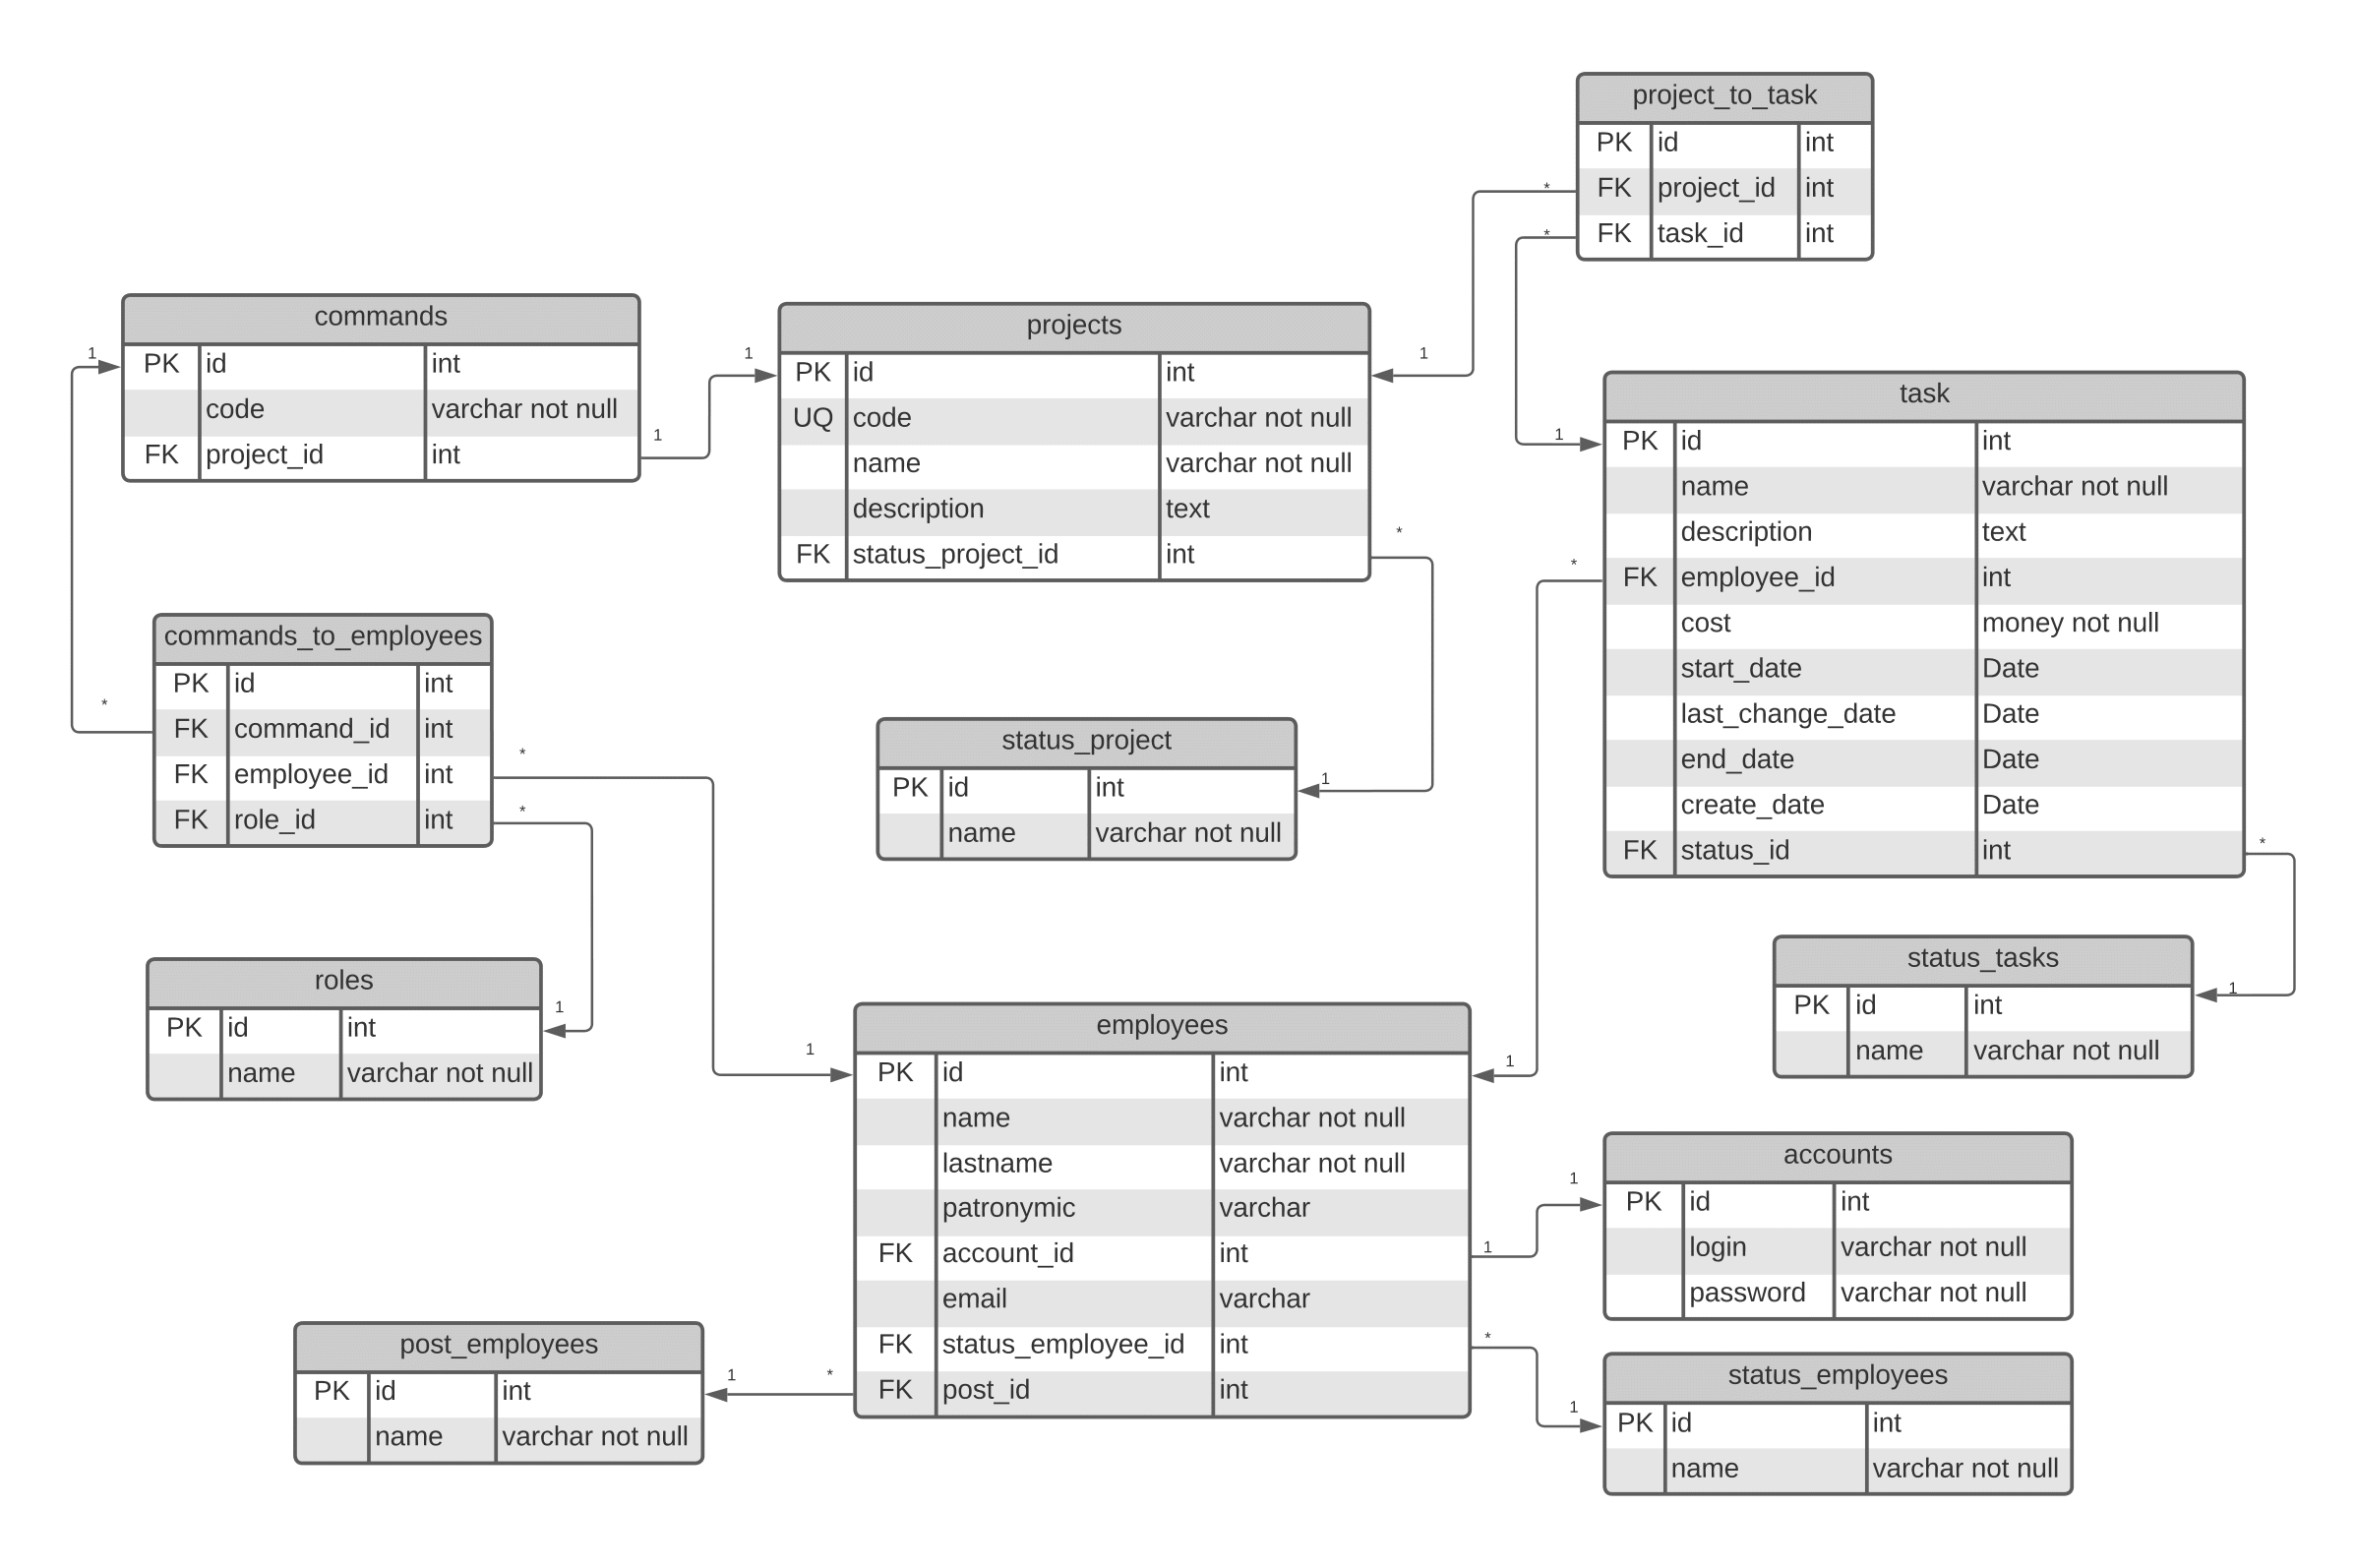 project_to_task
PK id int
FK project_id int
* FK task_id int
*
commands
1 PK id int
code varchar not null
FK project_id int
1
projects
1 PK id int 1
UQ code varchar not null
name varchar not null
description text
FK status_project_id int
*
task
1 PK id int
name varchar not null
description text
* FK employee_id int
cost money not null
start_date Date
last_change_date Date
end_date Date
create_date Date
FK status_id int *
commands_to_employees
PK id int
* FK command_id int
FK employee_id int *
FK role_id int *
status_project
PK id int 1
name varchar not null
roles
PK id int 1
name varchar not null
status_tasks
PK id int 1
name varchar not null
employees
1 PK id int 1
name varchar not null
lastname varchar not null
patronymic varchar
FK account_id int 1
email varchar
FK status_employee_id int *
* FK post_id int
accounts
1 PK id int
login varchar not null
password varchar not null
post_employees
PK id int 1
name varchar not null
status_employees
1 PK id int
name varchar not null